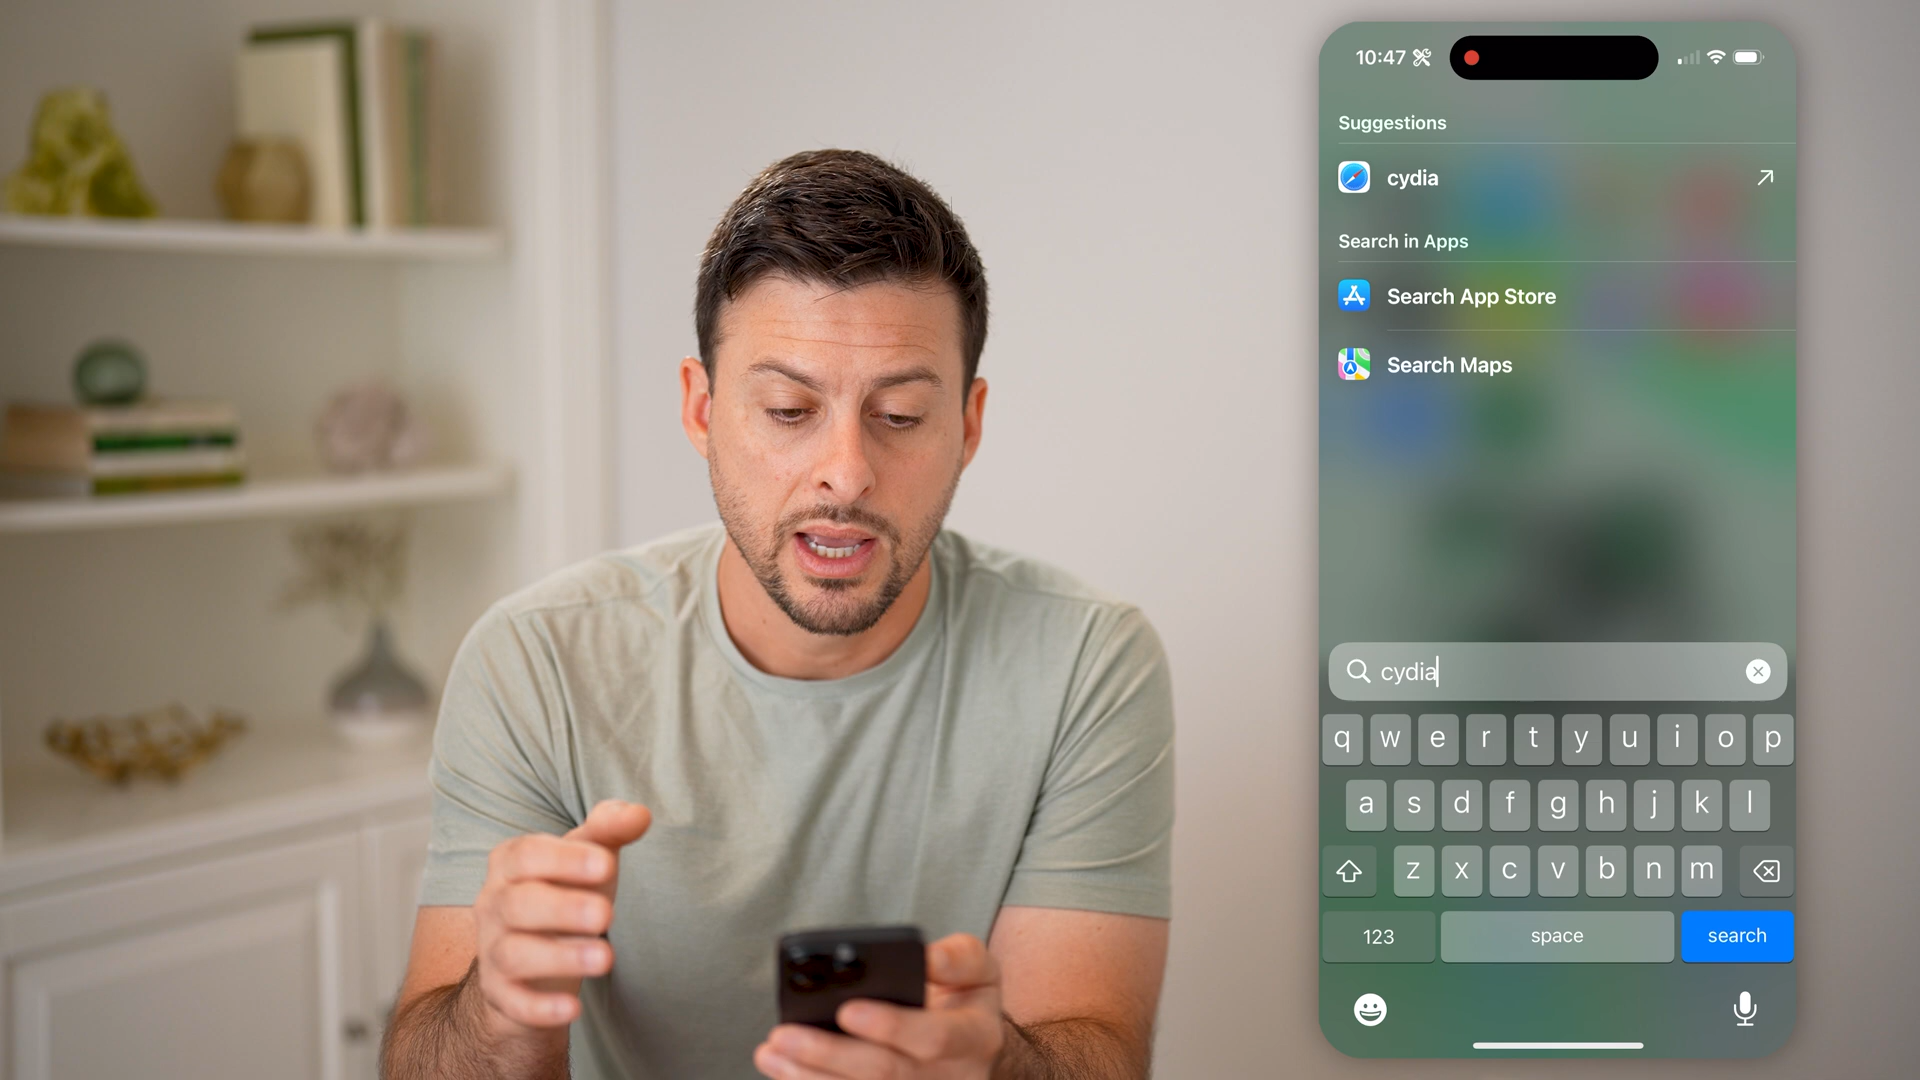 10:47
Suggestions
cydia
Search in Apps
Search App Store
Search Maps
cydia
q w e r t y u i o p
a s d f g h j k l
z x c v b n m
123 space search